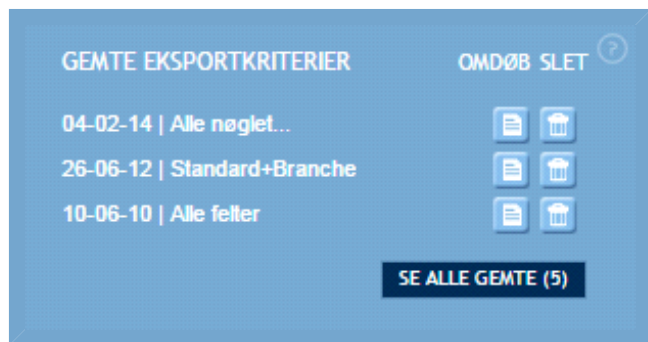 GEMTE EKSPORTKRITERIER OMDØB SLET ?
04-02-14 | Alle nøglet...
26-06-12 | Standard+Branche
10-06-10 | Alle felter
SE ALLE GEMTE (5)